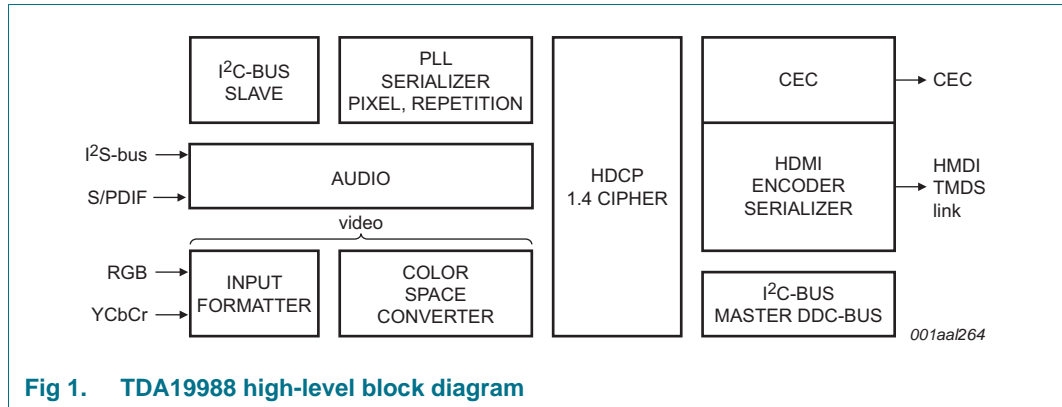 I²C-BUS
SLAVE
PLL
SERIALIZER
PIXEL, REPETITION
I²S-bus
S/PDIF
AUDIO
video
RGB
YCbCr
INPUT
FORMATTER
COLOR
SPACE
CONVERTER
HDCP
1.4 CIPHER
CEC
CEC
HDMI
ENCODER
SERIALIZER
HMDI
TMDS
link
I²C-BUS
MASTER DDC-BUS
001aal264
Fig 1. TDA19988 high-level block diagram